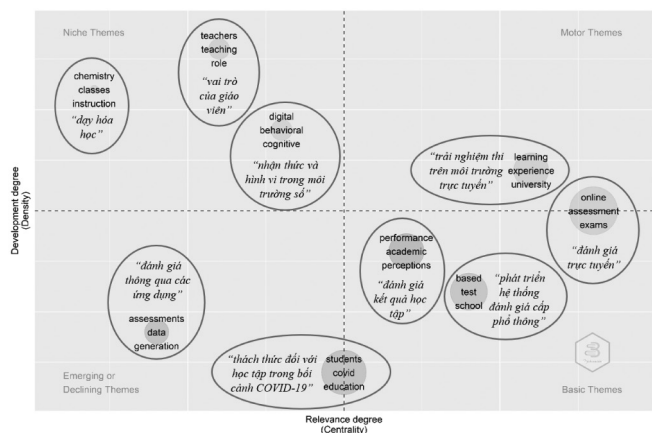 Niche Themes
Motor Themes
teachers
teaching
role
“vai trò
của giáo
viên”
chemistry
classes
instruction
“dạy hóa
học”
digital
behavioral
cognitive
“nhận thức và
hình vi trong môi
trường số”
“trải nghiệm thi
trên môi trường
trực tuyến”
learning
experience
university
online
assessment
exams
“đánh giá
trực tuyến”
performance
academic
perceptions
“đánh giá
kết quả học
tập”
based
test
school
“phát triển
hệ thống
đánh giá cấp
phổ thông”
“đánh giá
thông qua các
ứng dụng”
assessments
data
generation
“thách thức đối với
học tập trong bối
cảnh COVID-19”
students
covid
education
Emerging or
Declining Themes
Basic Themes
Relevance degree
(Centrality)
Development degree
(Density)